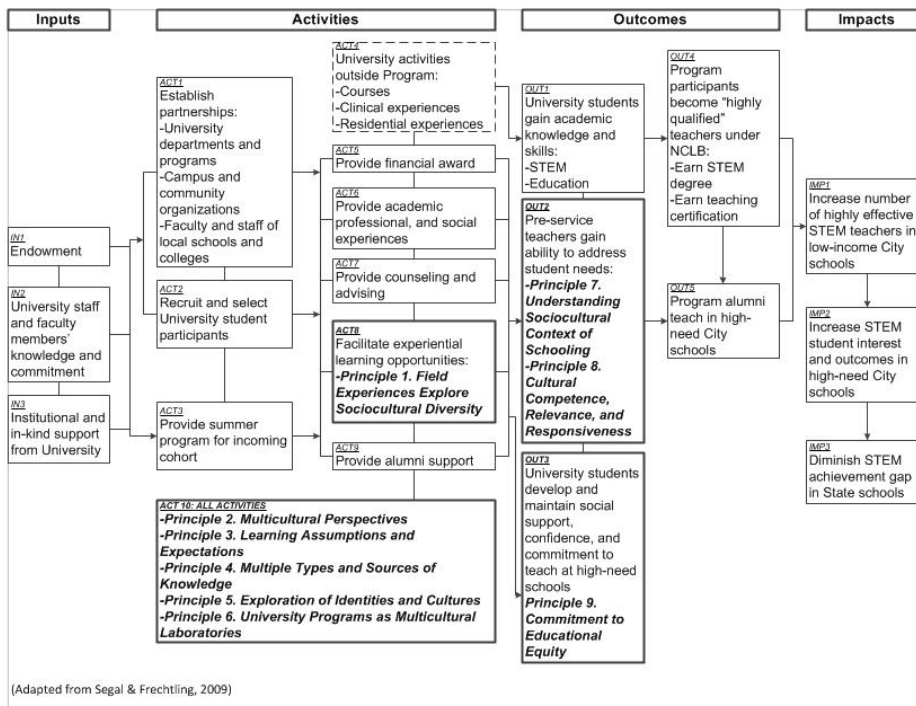 Inputs
Activities
Outcomes
Impacts
IN1
Endowment
IN2
University staff
and faculty
members'
knowledge and
commitment
IN3
Institutional and
in-kind support
from University
ACT1
Establish
partnerships:
-University
departments and
programs
-Campus and
community
organizations
-Faculty and staff of
local schools and
colleges
ACT2
Recruit and select
University student
participants
ACT3
Provide summer
program for incoming
cohort
ACT4
University activities
outside Program:
-Courses
-Clinical experiences
-Residential experiences
ACT5
Provide financial award
ACT6
Provide academic
professional, and social
experiences
ACT7
Provide counseling and
advising
ACT8
Facilitate experiential
learning opportunities:
-Principle 1. Field
Experiences Explore
Sociocultural Diversity
ACT9
Provide alumni support
ACT 10: ALL ACTIVITIES
-Principle 2. Multicultural Perspectives
-Principle 3. Learning Assumptions and
Expectations
-Principle 4. Multiple Types and Sources of
Knowledge
-Principle 5. Exploration of Identities and Cultures
-Principle 6. University Programs as Multicultural
Laboratories
OUT1
University students
gain academic
knowledge and
skills:
-STEM
-Education
OUT2
Pre-service
teachers gain
ability to address
student needs:
-Principle 7.
Understanding
Sociocultural
Context of
Schooling
-Principle 8.
Cultural
Competence,
Relevance, and
Responsiveness
OUT3
University students
develop and
maintain social
support,
confidence, and
commitment to
teach at high-need
schools
Principle 9.
Commitment to
Educational
Equity
OUT4
Program
participants
become "highly
qualified"
teachers under
NCLB:
-Earn STEM
degree
-Earn teaching
certification
OUT5
Program alumni
teach in high-
need City
schools
IMP1
Increase number
of highly effective
STEM teachers in
low-income City
schools
IMP2
Increase STEM
student interest
and outcomes in
high-need City
schools
IMP3
Diminish STEM
achievement gap
in State schools
(Adapted from Segal & Frechtling, 2009)